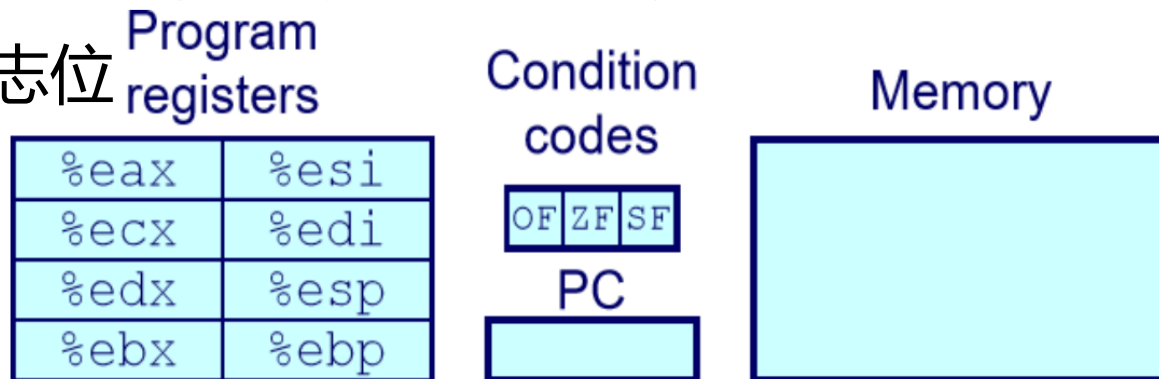 志位
Program
registers
Condition
codes
Memory
%eax %esi
%ecx %edi
%edx %esp
%ebx %ebp
OF ZF SF
PC